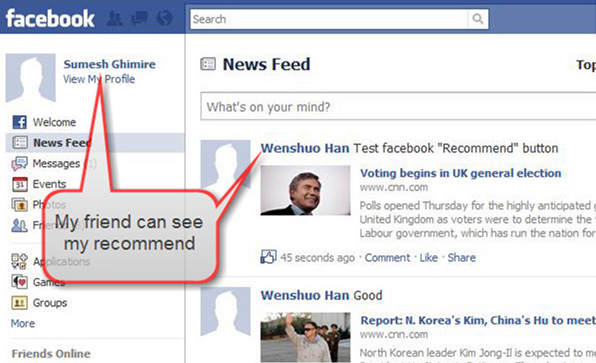 facebook
Search
Sumesh Ghimire
View My Profile
Welcome
News Feed
Messages
Events
Photos
Applications
Games
Groups
More
Friends Online
My friend can see
my recommend
News Feed
Top
What's on your mind?
Wenshuo Han Test facebook "Recommend" button
Voting begins in UK general election
www.cnn.com
Polls opened Thursday for the highly anticipated g
United Kingdom as voters were to determine the
Labour government, which has run the nation for
45 seconds ago · Comment · Like · Share
Wenshuo Han Good
Report: N. Korea's Kim, China's Hu to meet
www.cnn.com
North Korean leader Kim Jong-Il is expected to m